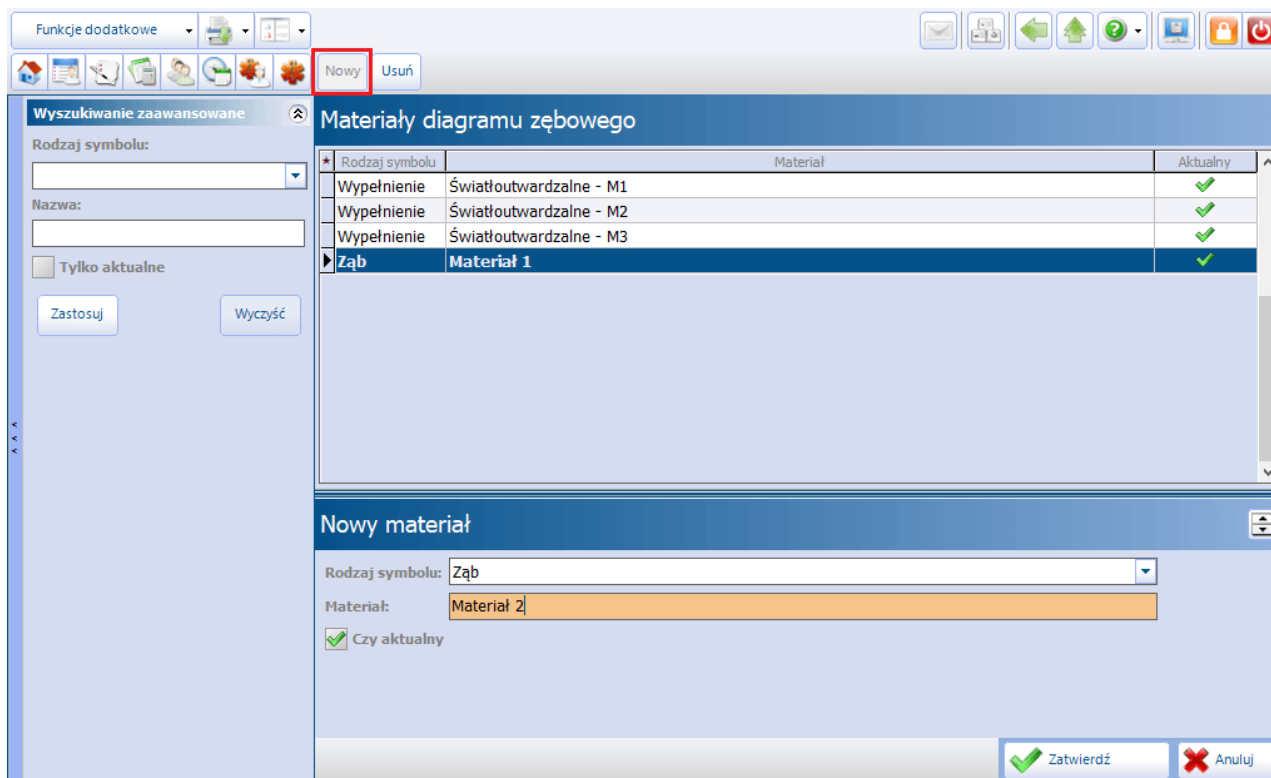 Funkcje dodatkowe
Nowy Usuń
Wyszukiwanie zaawansowane
Rodzaj symbolu:
Nazwa:
Tylko aktualne
Zastosuj Wyczyść
Materiały diagramu zębowego
Rodzaj symbolu Materiał Aktualny
Wypełnienie Światłoutwardzalne - M1
Wypełnienie Światłoutwardzalne - M2
Wypełnienie Światłoutwardzalne - M3
Ząb Materiał 1
Nowy materiał
Rodzaj symbolu: Ząb
Materiał: Materiał 2
Czy aktualny
Zatwierdź Anuluj